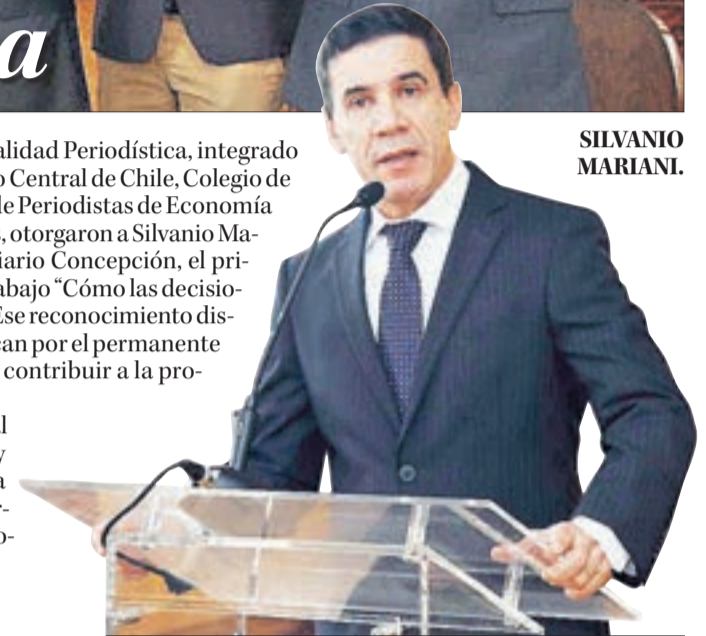 a
SILVANIO
MARIANI.
alidad Periodística, integrado
o Central de Chile, Colegio de
de Periodistas de Economía
s, otorgaron a Silvanio Ma-
iario Concepción, el pri-
abajo “Cómo las decisio-
Ese reconocimiento dis-
can por el permanente
contribuir a la pro-
al
y
a
r-
o-